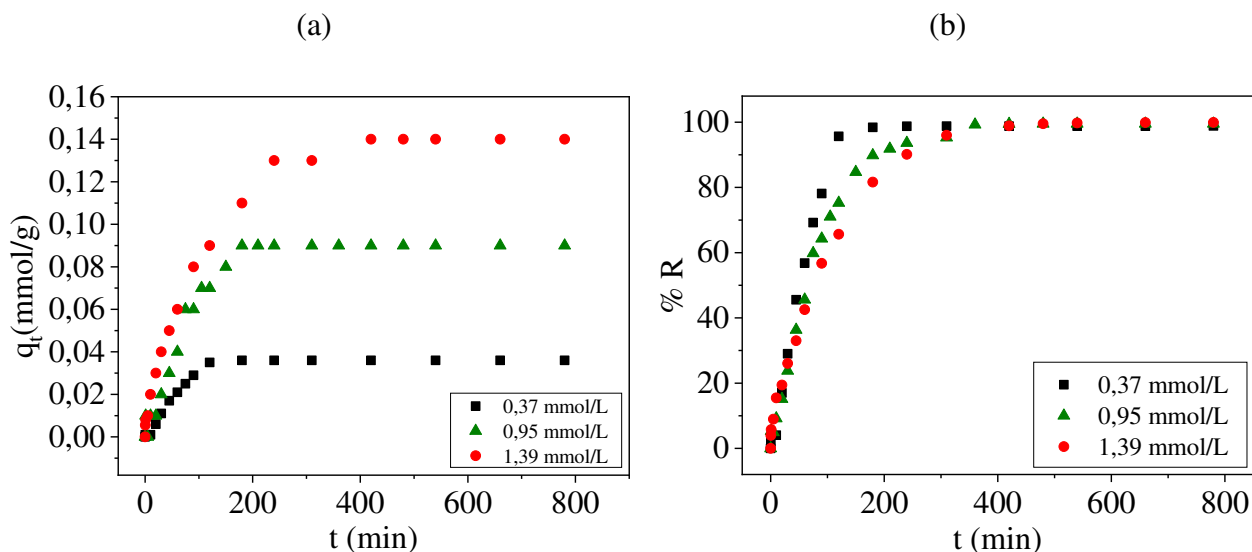 (a)
(b)
0,16
0,14
0,12
0,10
0,08
0,06
0,04
0,02
0,00
qt(mmol/g)
0,37 mmol/L
0,95 mmol/L
1,39 mmol/L
0 200 400 600 800
t (min)
100
80
60
40
20
0
% R
0,37 mmol/L
0,95 mmol/L
1,39 mmol/L
0 200 400 600 800
t (min)